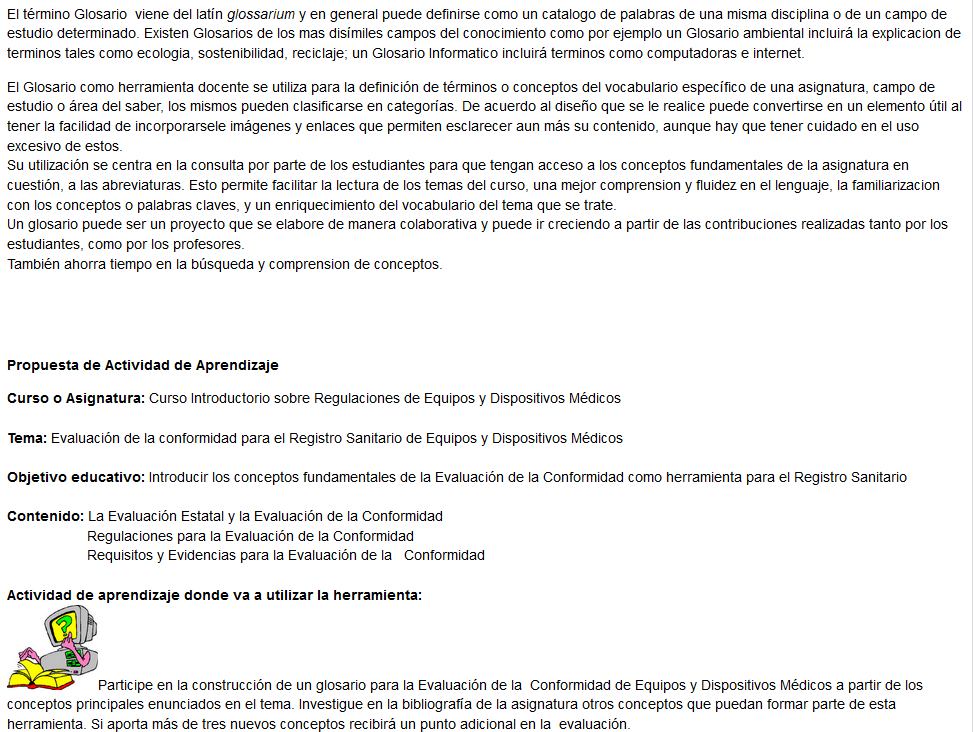 El término Glosario  viene del latín glossarium y en general puede definirse como un catalogo de palabras de una misma disciplina o de un campo de
estudio determinado. Existen Glosarios de los mas disímiles campos del conocimiento como por ejemplo un Glosario ambiental incluirá la explicacion de
terminos tales como ecologia, sostenibilidad, reciclaje; un Glosario Informatico incluirá terminos como computadoras e internet.
El Glosario como herramienta docente se utiliza para la definición de términos o conceptos del vocabulario específico de una asignatura, campo de
estudio o área del saber, los mismos pueden clasificarse en categorías. De acuerdo al diseño que se le realice puede convertirse en un elemento útil al
tener la facilidad de incorporarsele imágenes y enlaces que permiten esclarecer aun más su contenido, aunque hay que tener cuidado en el uso
excesivo de estos.
Su utilización se centra en la consulta por parte de los estudiantes para que tengan acceso a los conceptos fundamentales de la asignatura en
cuestión, a las abreviaturas. Esto permite facilitar la lectura de los temas del curso, una mejor comprension y fluidez en el lenguaje, la familiarizacion
con los conceptos o palabras claves, y un enriquecimiento del vocabulario del tema que se trate.
Un glosario puede ser un proyecto que se elabore de manera colaborativa y puede ir creciendo a partir de las contribuciones realizadas tanto por los
estudiantes, como por los profesores.
También ahorra tiempo en la búsqueda y comprension de conceptos.
Propuesta de Actividad de Aprendizaje
Curso o Asignatura: Curso Introductorio sobre Regulaciones de Equipos y Dispositivos Médicos
Tema: Evaluación de la conformidad para el Registro Sanitario de Equipos y Dispositivos Médicos
Objetivo educativo: Introducir los conceptos fundamentales de la Evaluación de la Conformidad como herramienta para el Registro Sanitario
Contenido: La Evaluación Estatal y la Evaluación de la Conformidad
Regulaciones para la Evaluación de la Conformidad
Requisitos y Evidencias para la Evaluación de la   Conformidad
Actividad de aprendizaje donde va a utilizar la herramienta:
?
Participe en la construcción de un glosario para la Evaluación de la  Conformidad de Equipos y Dispositivos Médicos a partir de los
conceptos principales enunciados en el tema. Investigue en la bibliografía de la asignatura otros conceptos que puedan formar parte de esta
herramienta. Si aporta más de tres nuevos conceptos recibirá un punto adicional en la  evaluación.